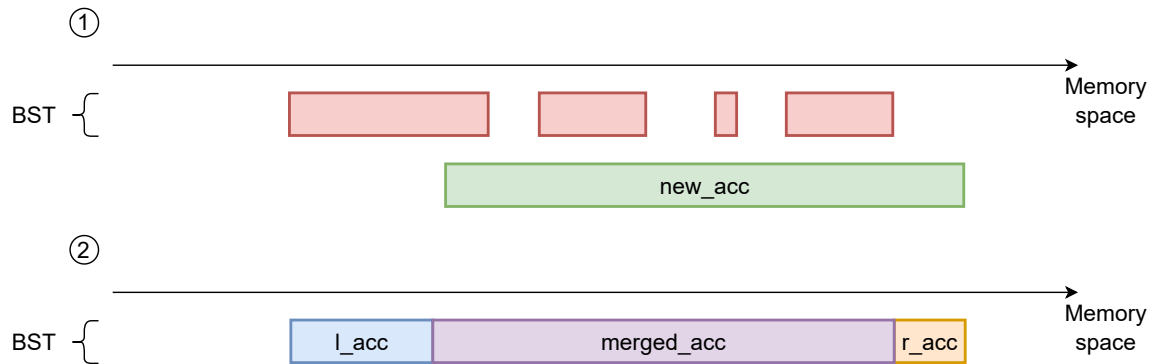 ①
Memory
space
BST
new_acc
②
Memory
space
BST
l_acc
merged_acc
r_acc